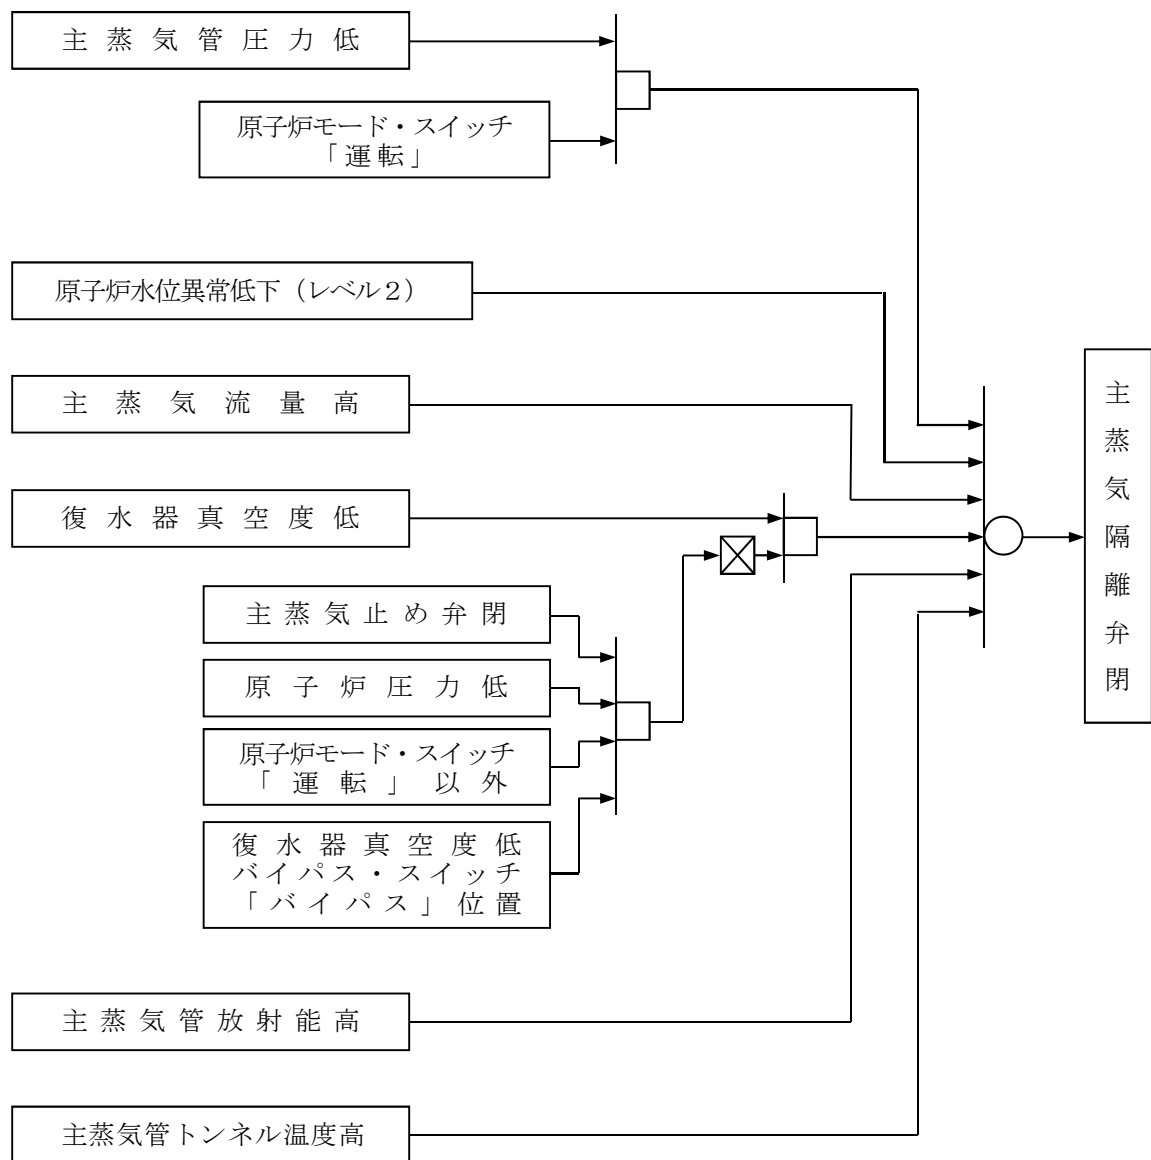 主蒸気管圧力低
原子炉モード・スイッチ
「運転」
原子炉水位異常低下（レベル２）
主蒸気流量高
復水器真空度低
主蒸気止め弁閉
原子炉圧力低
原子炉モード・スイッチ
「運転」以外
復水器真空度低
バイパス・スイッチ
「バイパス」位置
主蒸気管放射能高
主蒸気管トンネル温度高
主蒸気隔離弁閉